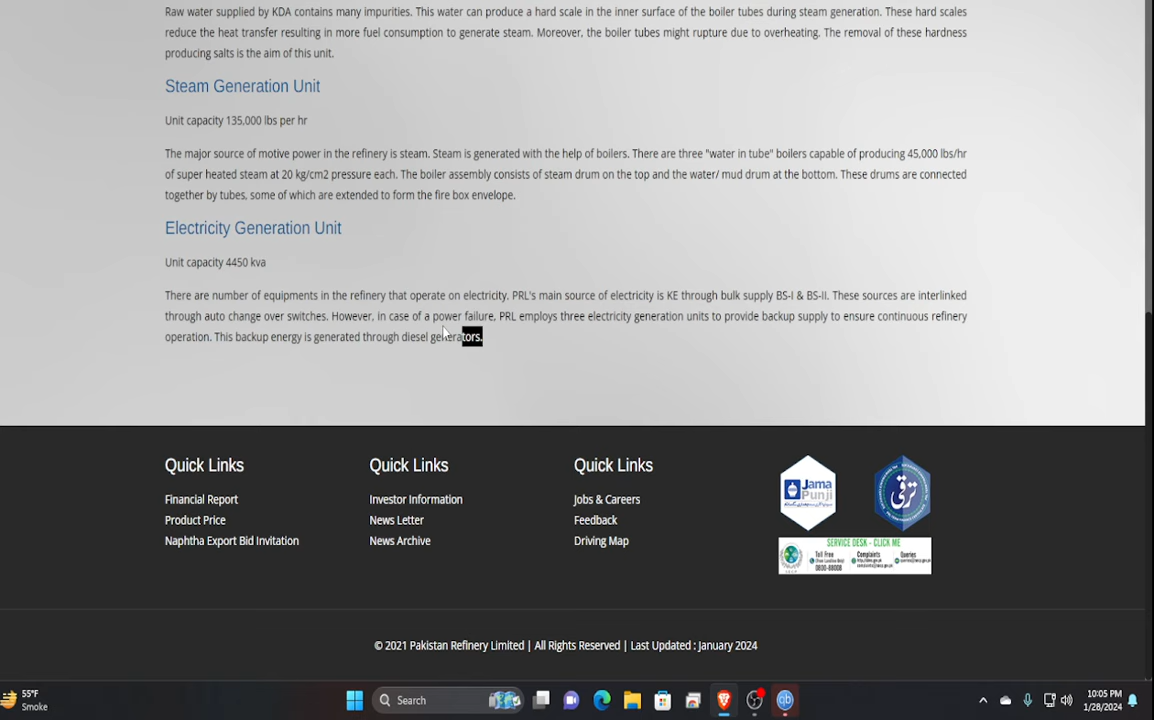 Raw water supplied by KDA contains many impurities. This water can produce a hard scale in the inner surface of the boiler tubes during steam generation. These hard scales
reduce the heat transfer resulting in more fuel consumption to generate steam. Moreover, the boiler tubes might rupture due to overheating. The removal of these hardness
producing salts is the aim of this unit.
Steam Generation Unit
Unit capacity 135,000 lbs per hr
The major source of motive power in the refinery is steam. Steam is generated with the help of boilers. There are three "water in tube" boilers capable of producing 45,000 lbs/hr
of super heated steam at 20 kg/cm2 pressure each. The boiler assembly consists of steam drum on the top and the water/ mud drum at the bottom. These drums are connected
together by tubes, some of which are extended to form the fire box envelope.
Electricity Generation Unit
Unit capacity 4450 kva
There are number of equipments in the refinery that operate on electricity. PRL's main source of electricity is KE through bulk supply BS-I & BS-II. These sources are interlinked
through auto change over switches. However, in case of a power failure, PRL employs three electricity generation units to provide backup supply to ensure continuous refinery
operation. This backup energy is generated through diesel generators.
Quick Links
Financial Report
Product Price
Naphtha Export Bid Invitation
Quick Links
Investor Information
News Letter
News Archive
Quick Links
Jobs & Careers
Feedback
Driving Map
Jama
Punji
ترقی
SERVICE DESK - CLICK ME
Toll Free
Complaints
Queries
0800-88008
© 2021 Pakistan Refinery Limited | All Rights Reserved | Last Updated : January 2024
55°F
Smoke
Search
10:05 PM
1/28/2024